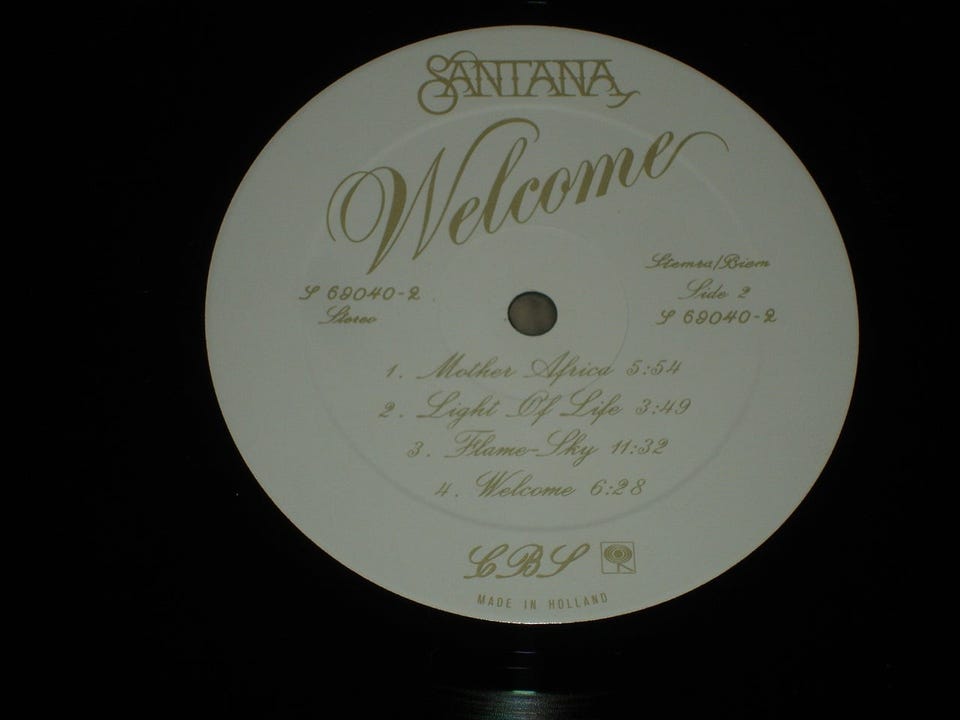 SANTANA
Welcome
S 69040-2
Stereo
Stemra/Biem
Side 2
S 69040-2
1. Mother Africa 5:54
2. Light Of Life 3:49
3. Flame-Sky 11:32
4. Welcome 6:28
CBS
MADE IN HOLLAND